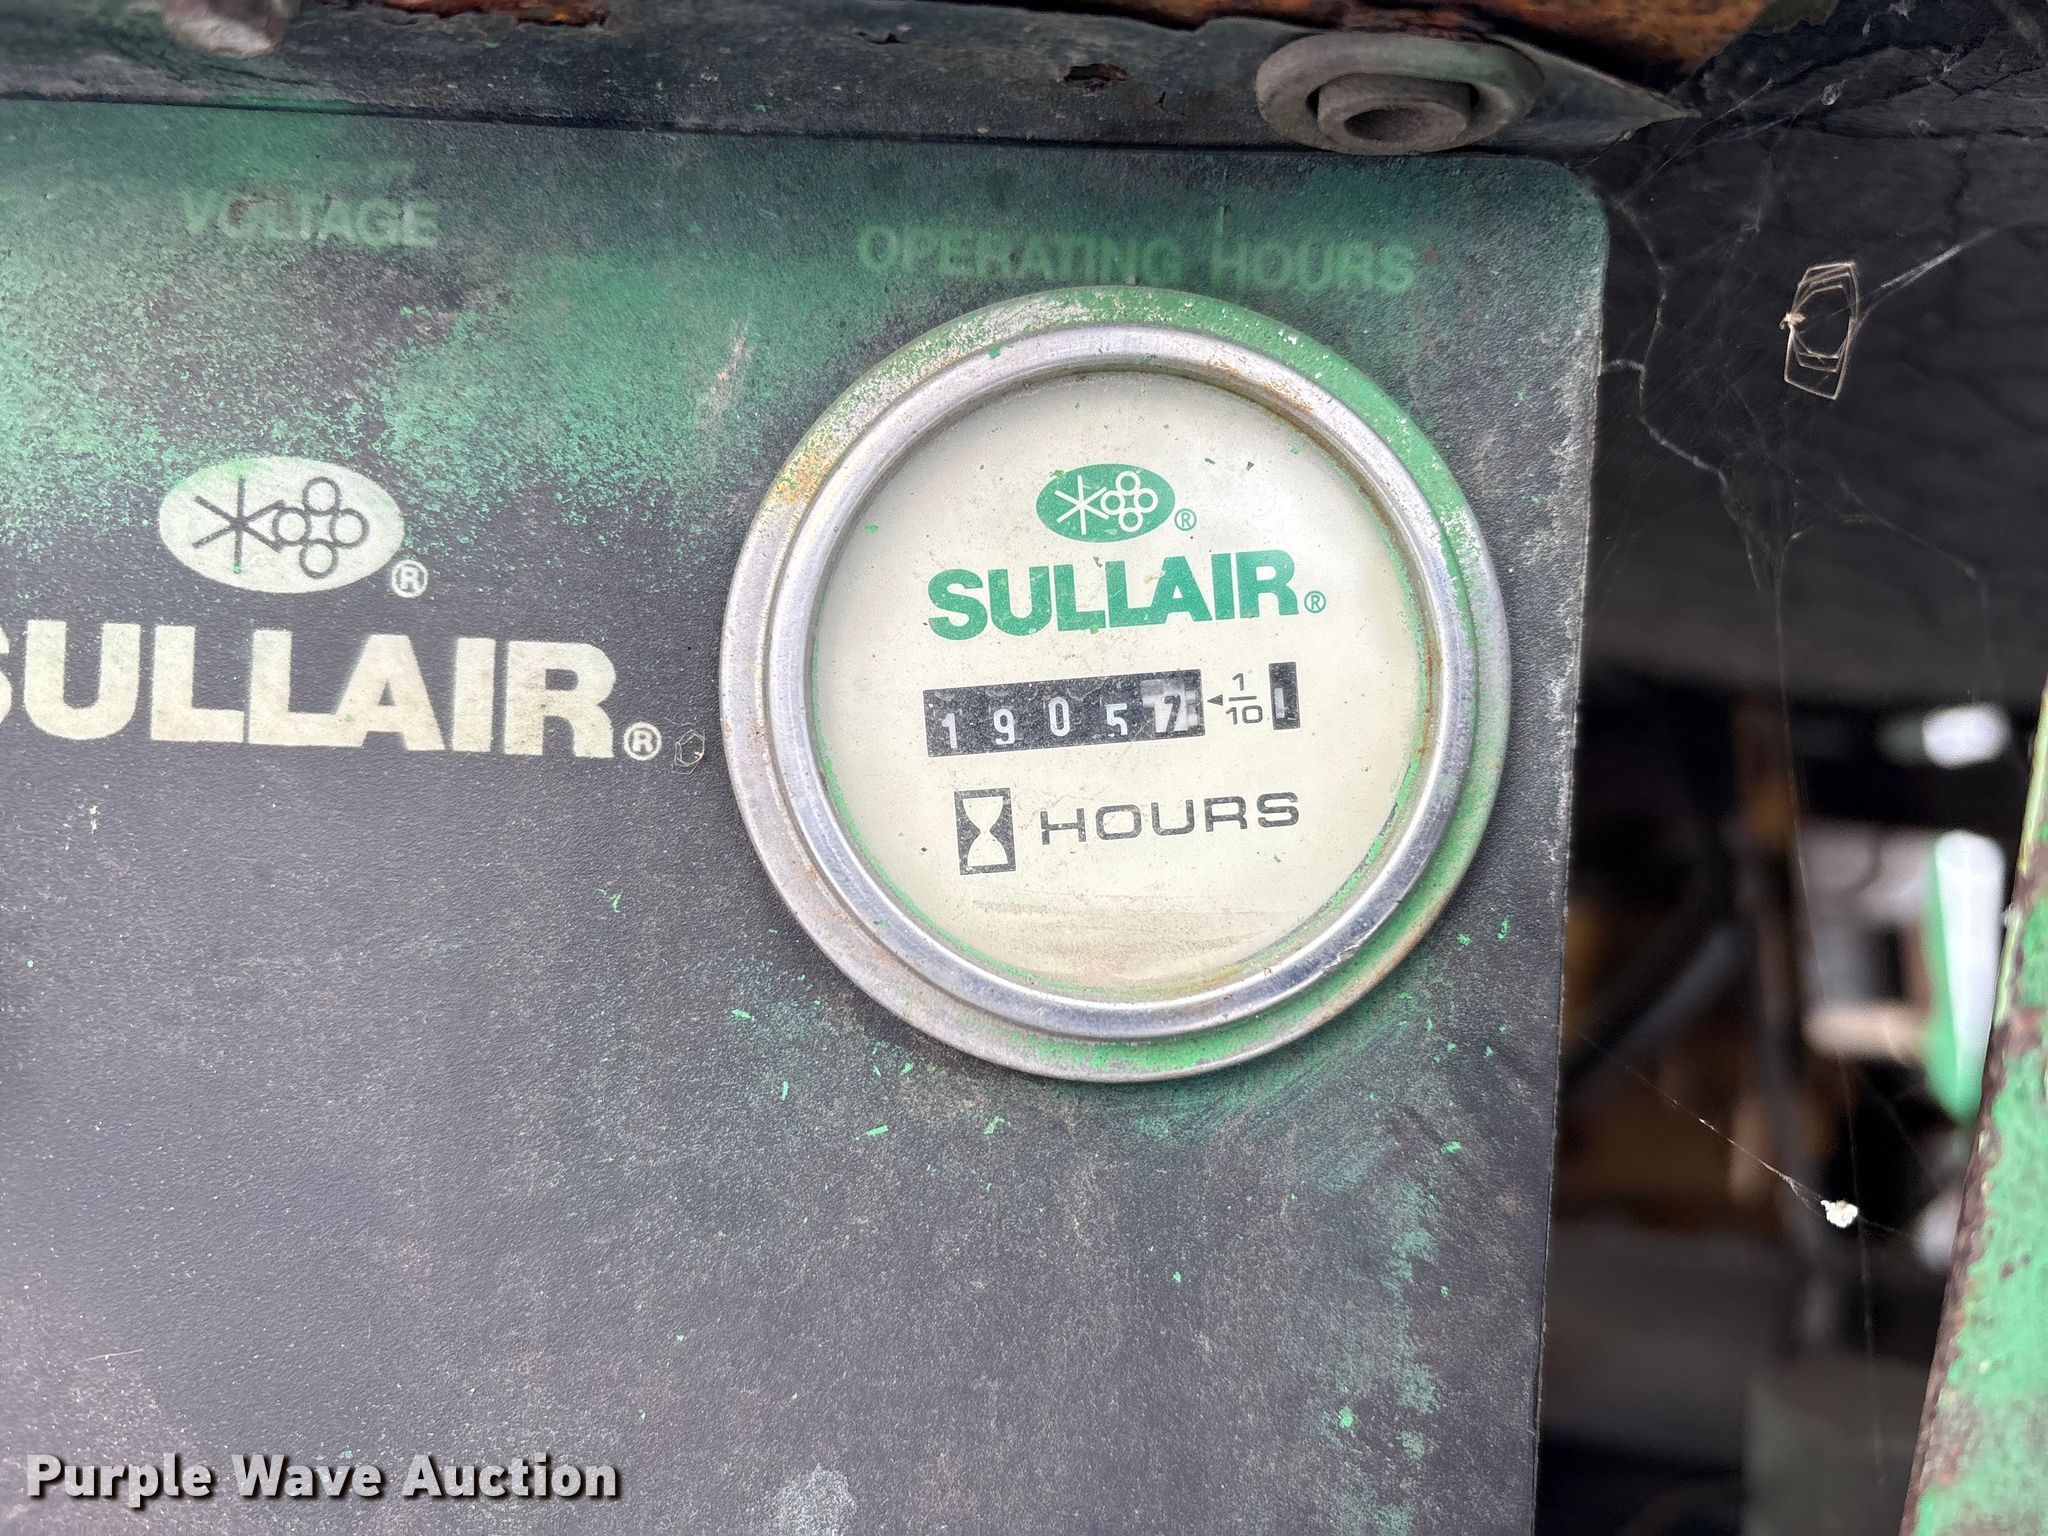 VOLTAGE
OPERATING HOURS
®
SULLAIR®
®
SULLAIR®
19057 1/10
HOURS
Purple Wave Auction